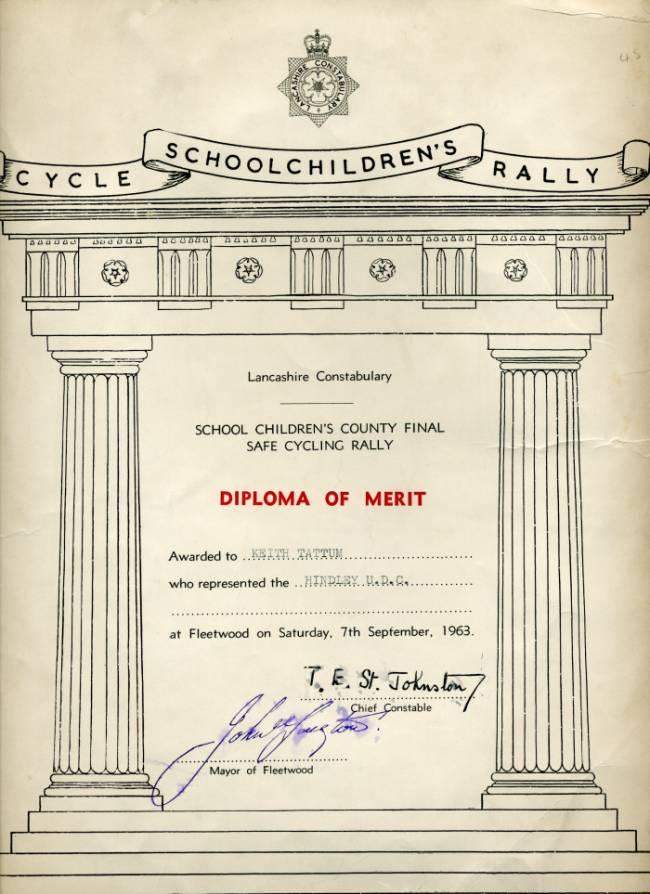 45
LANCASHIRE CONSTABULARY
CYCLE SCHOOLCHILDREN'S RALLY
Lancashire Constabulary
SCHOOL CHILDREN'S COUNTY FINAL
SAFE CYCLING RALLY
DIPLOMA OF MERIT
Awarded to KEITH TATTUM
who represented the HINDLEY U.D.C.
at Fleetwood on Saturday, 7th September, 1963.
T. E. St. Johnston
Chief Constable
John
Mayor of Fleetwood